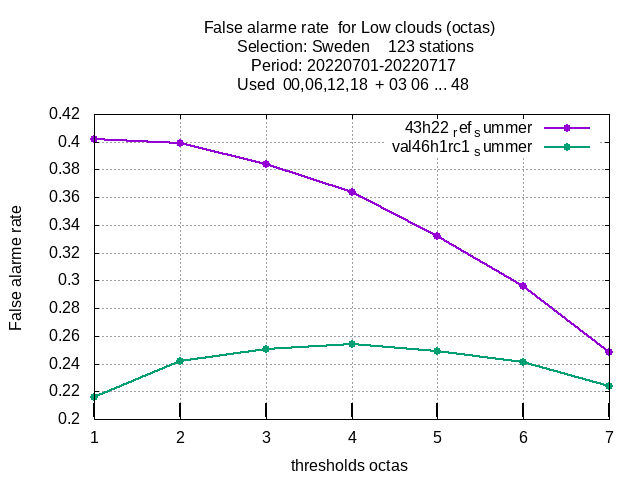 False alarme rate for Low clouds (octas)
Selection: Sweden 123 stations
Period: 20220701-20220717
Used 00,06,12,18 + 03 06 ... 48
43h22 ref summer
val46h1rc1 summer
0.42
0.4
0.38
0.36
0.34
0.32
0.3
0.28
0.26
0.24
0.22
0.2
False alarme rate
1 2 3 4 5 6 7
thresholds octas